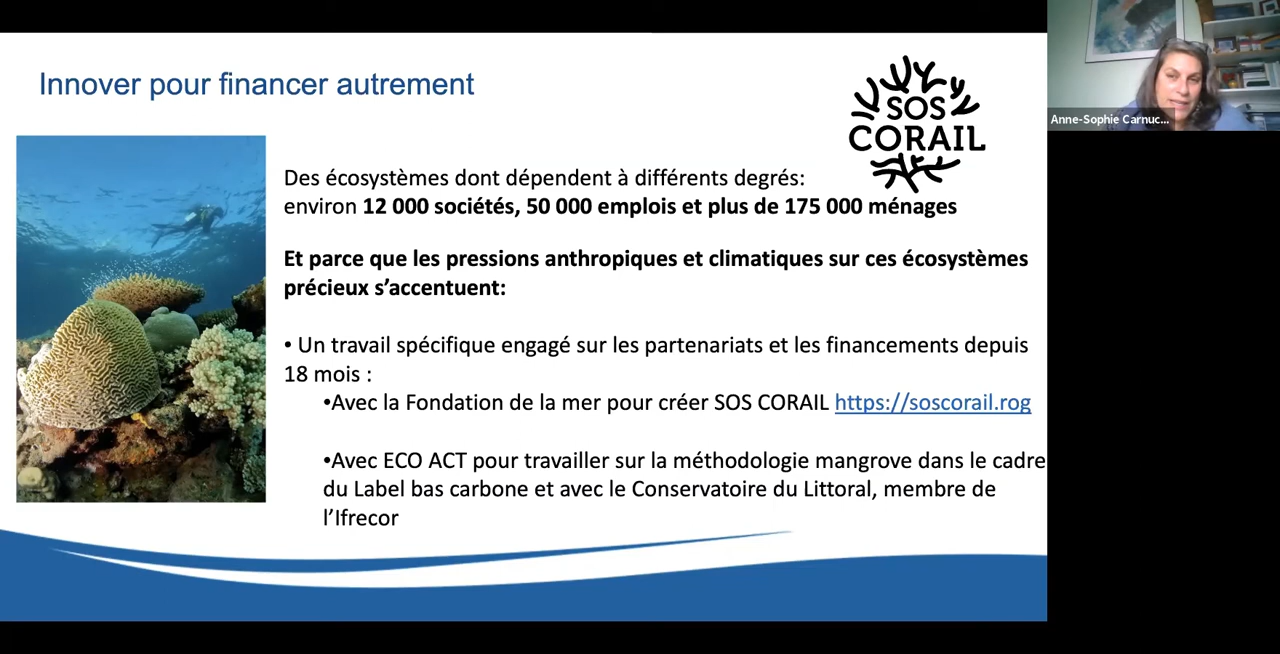 Innover pour financer autrement
SOS
CORAIL
Anne-Sophie Carnuc...
Des écosystèmes dont dépendent à différents degrés:
environ 12 000 sociétés, 50 000 emplois et plus de 175 000 ménages
Et parce que les pressions anthropiques et climatiques sur ces écosystèmes
précieux s’accentuent:
• Un travail spécifique engagé sur les partenariats et les financements depuis
18 mois :
•Avec la Fondation de la mer pour créer SOS CORAIL https://soscorail.rog
•Avec ECO ACT pour travailler sur la méthodologie mangrove dans le cadre
du Label bas carbone et avec le Conservatoire du Littoral, membre de
l’Ifrecor